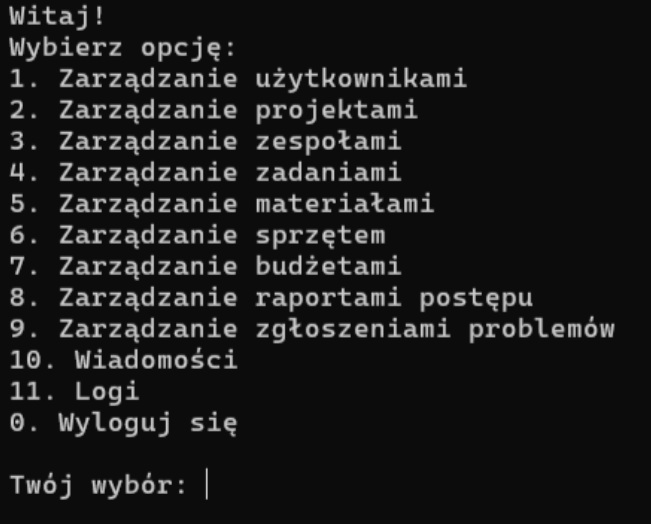 Witaj!
Wybierz opcję:
1. Zarządzanie użytkownikami
2. Zarządzanie projektami
3. Zarządzanie zespołami
4. Zarządzanie zadaniami
5. Zarządzanie materiałami
6. Zarządzanie sprzętem
7. Zarządzanie budżetami
8. Zarządzanie raportami postępu
9. Zarządzanie zgłoszeniami problemów
10. Wiadomości
11. Logi
0. Wyloguj się
Twój wybór: